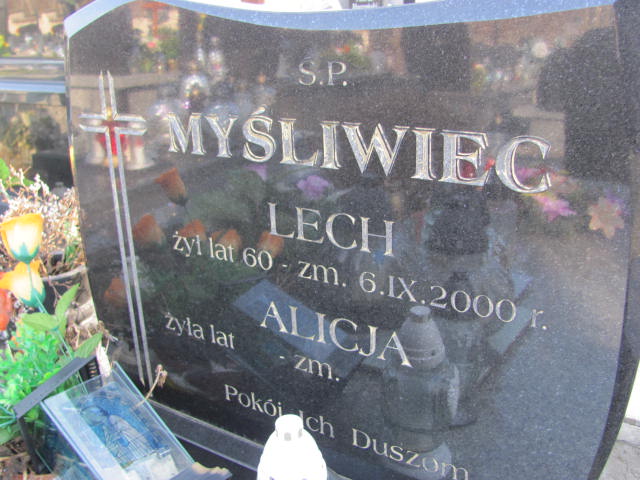 Ś.P.
MYŚLIWIEC
LECH
żył lat 60 - zm. 6.IX.2000 r.
ALICJA
żyła lat - zm.
Pokój Ich Duszom